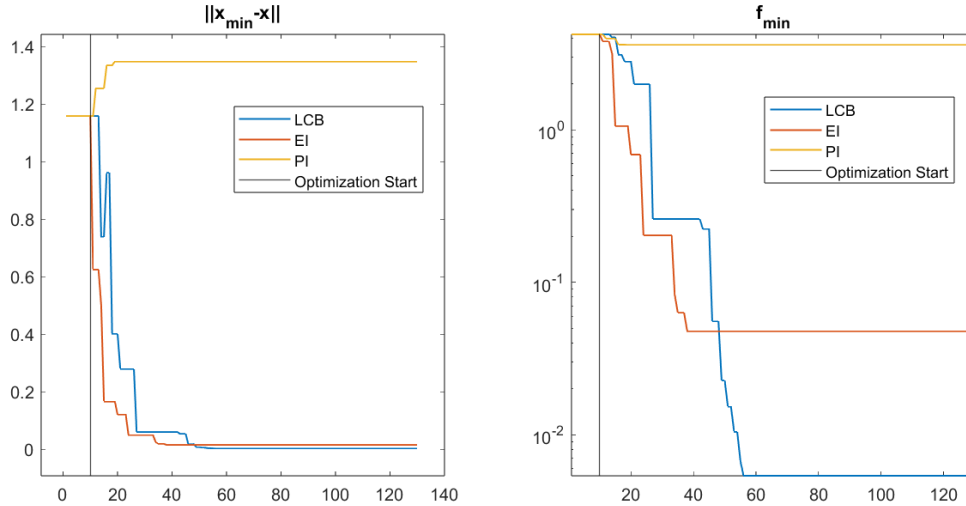 ||x_min-x||
1.4
1.2
1
0.8
0.6
0.4
0.2
0
0 20 40 60 80 100 120 140
LCB
EI
PI
Optimization Start
f_min
10^0
10^-1
10^-2
20 40 60 80 100 120
LCB
EI
PI
Optimization Start